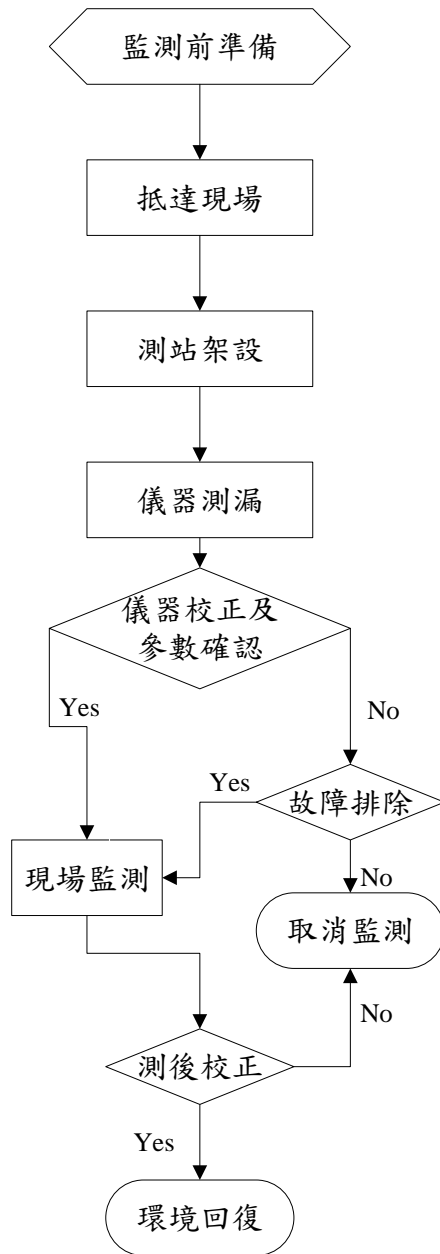 監測前準備
抵達現場
測站架設
儀器測漏
儀器校正及
參數確認
Yes
No
Yes
故障排除
現場監測
No
取消監測
No
測後校正
Yes
環境回復